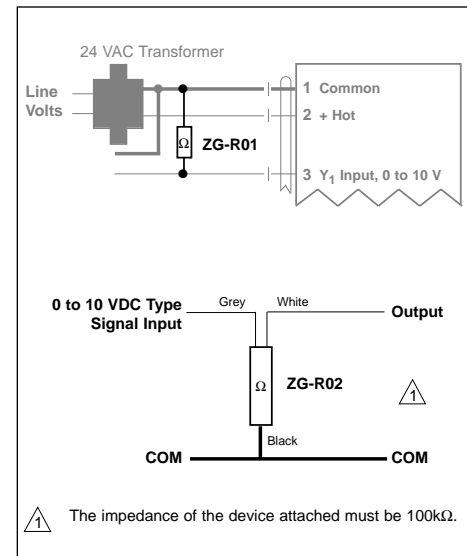 24 VAC Transformer
Line
Volts
1 Common
2 + Hot
Ω ZG-R01
3 Y1 Input, 0 to 10 V
0 to 10 VDC Type
Signal Input
Grey White
Output
Ω ZG-R02
1
Black
COM COM
1 The impedance of the device attached must be 100kΩ.